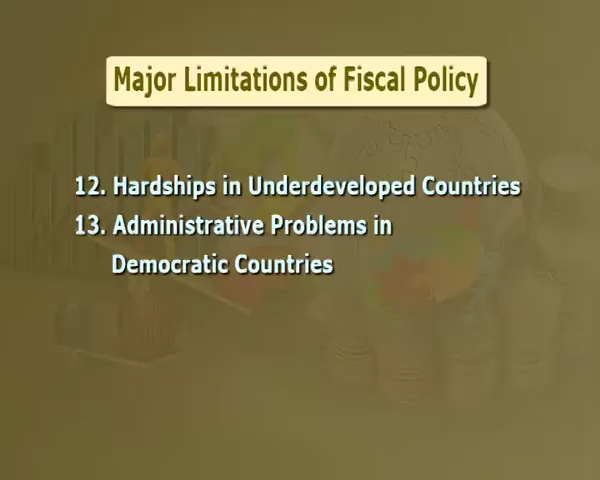 Major Limitations of Fiscal Policy
12. Hardships in Underdeveloped Countries
13. Administrative Problems in
Democratic Countries